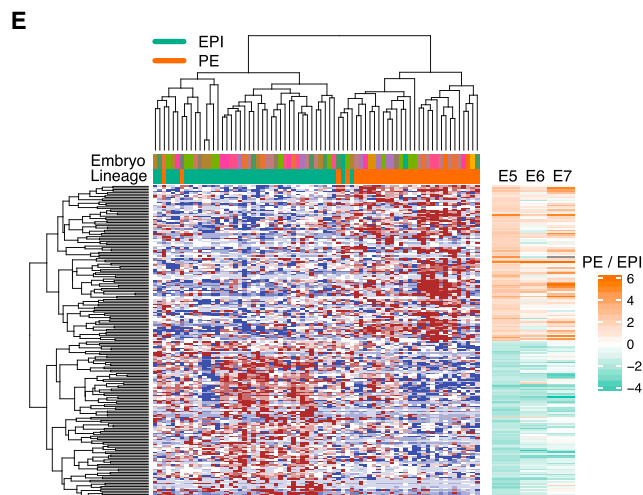 E
EPI
PE
Embryo
Lineage
E5 E6 E7
PE / EPI
6
4
2
0
−2
−4